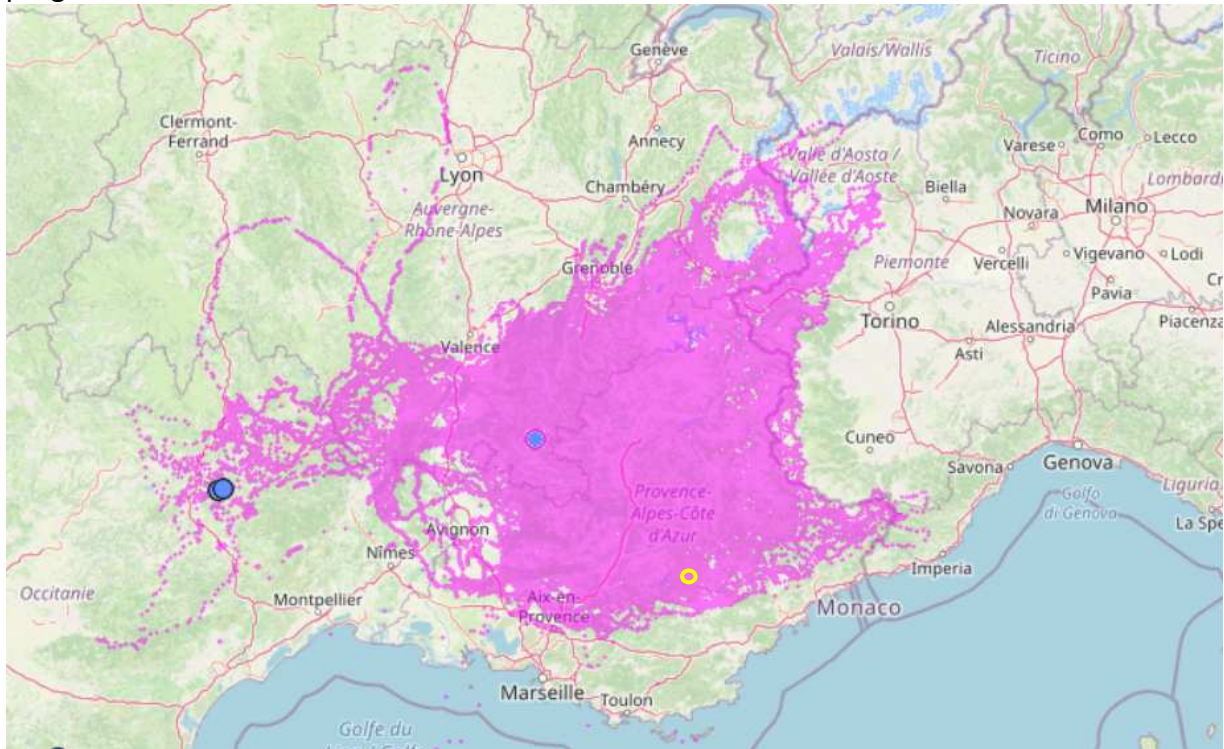 Genève
Valais/Wallis
Ticino
Clermont-
Ferrand
Annecy
Como
Lecco
Varese
Lyon
Valle d'Aosta /
Vallée d'Aoste
Chambéry
Biella
Lombardi
Auvergne-
Rhône-Alpes
Novara
Milano
Grenoble
Piemonte
Vercelli
Vigevano
Lodi
Pavia
Cr
Torino
Alessandria
Piacenza
Valence
Asti
Cuneo
Savona
Genova
Provence-
Alpes-Côte
d'Azur
Golfo
di Genova
Liguria
La Spe
Avignon
Nîmes
Imperia
Occitanie
Montpellier
Aix-en-
Provence
Monaco
Marseille
Toulon
Golfe du